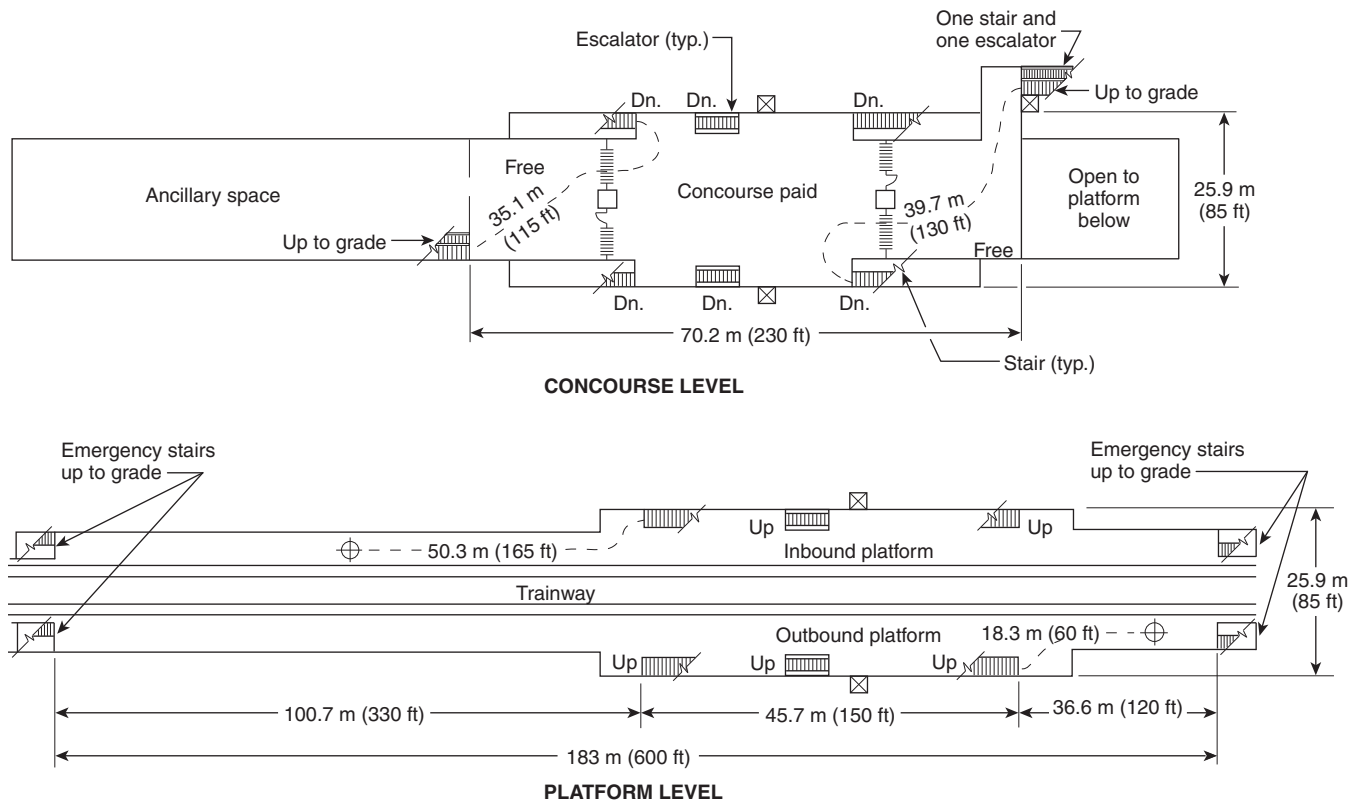 One stair and
one escalator
Escalator (typ.)
Dn.
Dn.
Dn.
Up to grade
Free
Ancillary space
Concourse paid
Open to
platform
below
25.9 m
(85 ft)
35.1 m
(115 ft)
39.7 m
(130 ft)
Up to grade
Free
Dn.
Dn.
Dn.
70.2 m (230 ft)
Stair (typ.)
CONCOURSE LEVEL
Emergency stairs
up to grade
Emergency stairs
up to grade
Up
Up
50.3 m (165 ft)
Inbound platform
Trainway
25.9 m
(85 ft)
Outbound platform
18.3 m (60 ft)
Up
Up
Up
100.7 m (330 ft)
45.7 m (150 ft)
36.6 m (120 ft)
183 m (600 ft)
PLATFORM LEVEL